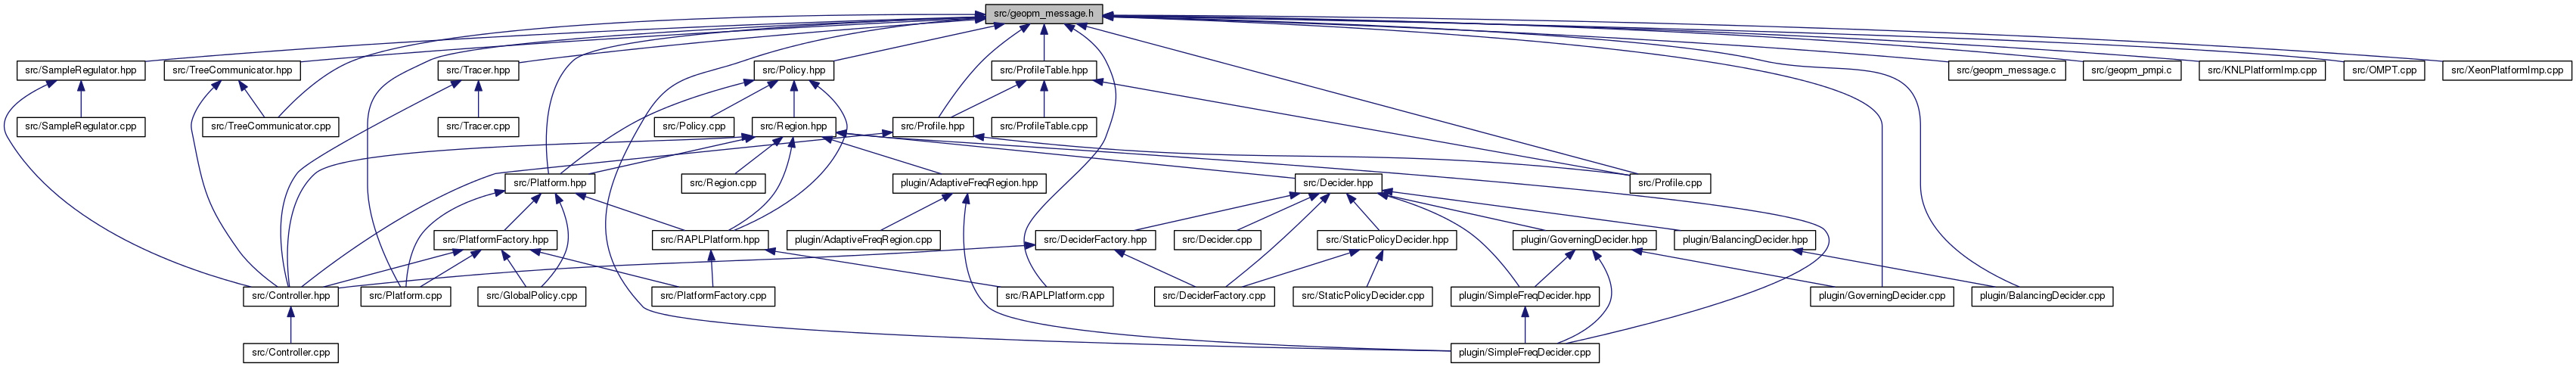 src/geopm_message.h
src/SampleRegulator.hpp
src/TreeCommunicator.hpp
src/Tracer.hpp
src/Policy.hpp
src/ProfileTable.hpp
src/geopm_message.c
src/geopm_pmpi.c
src/KNLPlatformImp.cpp
src/OMPT.cpp
src/XeonPlatformImp.cpp
src/SampleRegulator.cpp
src/TreeCommunicator.cpp
src/Tracer.cpp
src/Policy.cpp
src/Region.hpp
src/Profile.hpp
src/ProfileTable.cpp
src/Platform.hpp
src/Region.cpp
plugin/AdaptiveFreqRegion.hpp
src/Decider.hpp
src/Profile.cpp
src/PlatformFactory.hpp
src/RAPLPlatform.hpp
plugin/AdaptiveFreqRegion.cpp
src/DeciderFactory.hpp
src/Decider.cpp
src/StaticPolicyDecider.hpp
plugin/GoverningDecider.hpp
plugin/BalancingDecider.hpp
src/Controller.hpp
src/Platform.cpp
src/GlobalPolicy.cpp
src/PlatformFactory.cpp
src/RAPLPlatform.cpp
src/DeciderFactory.cpp
src/StaticPolicyDecider.cpp
plugin/SimpleFreqDecider.hpp
plugin/GoverningDecider.cpp
plugin/BalancingDecider.cpp
src/Controller.cpp
plugin/SimpleFreqDecider.cpp